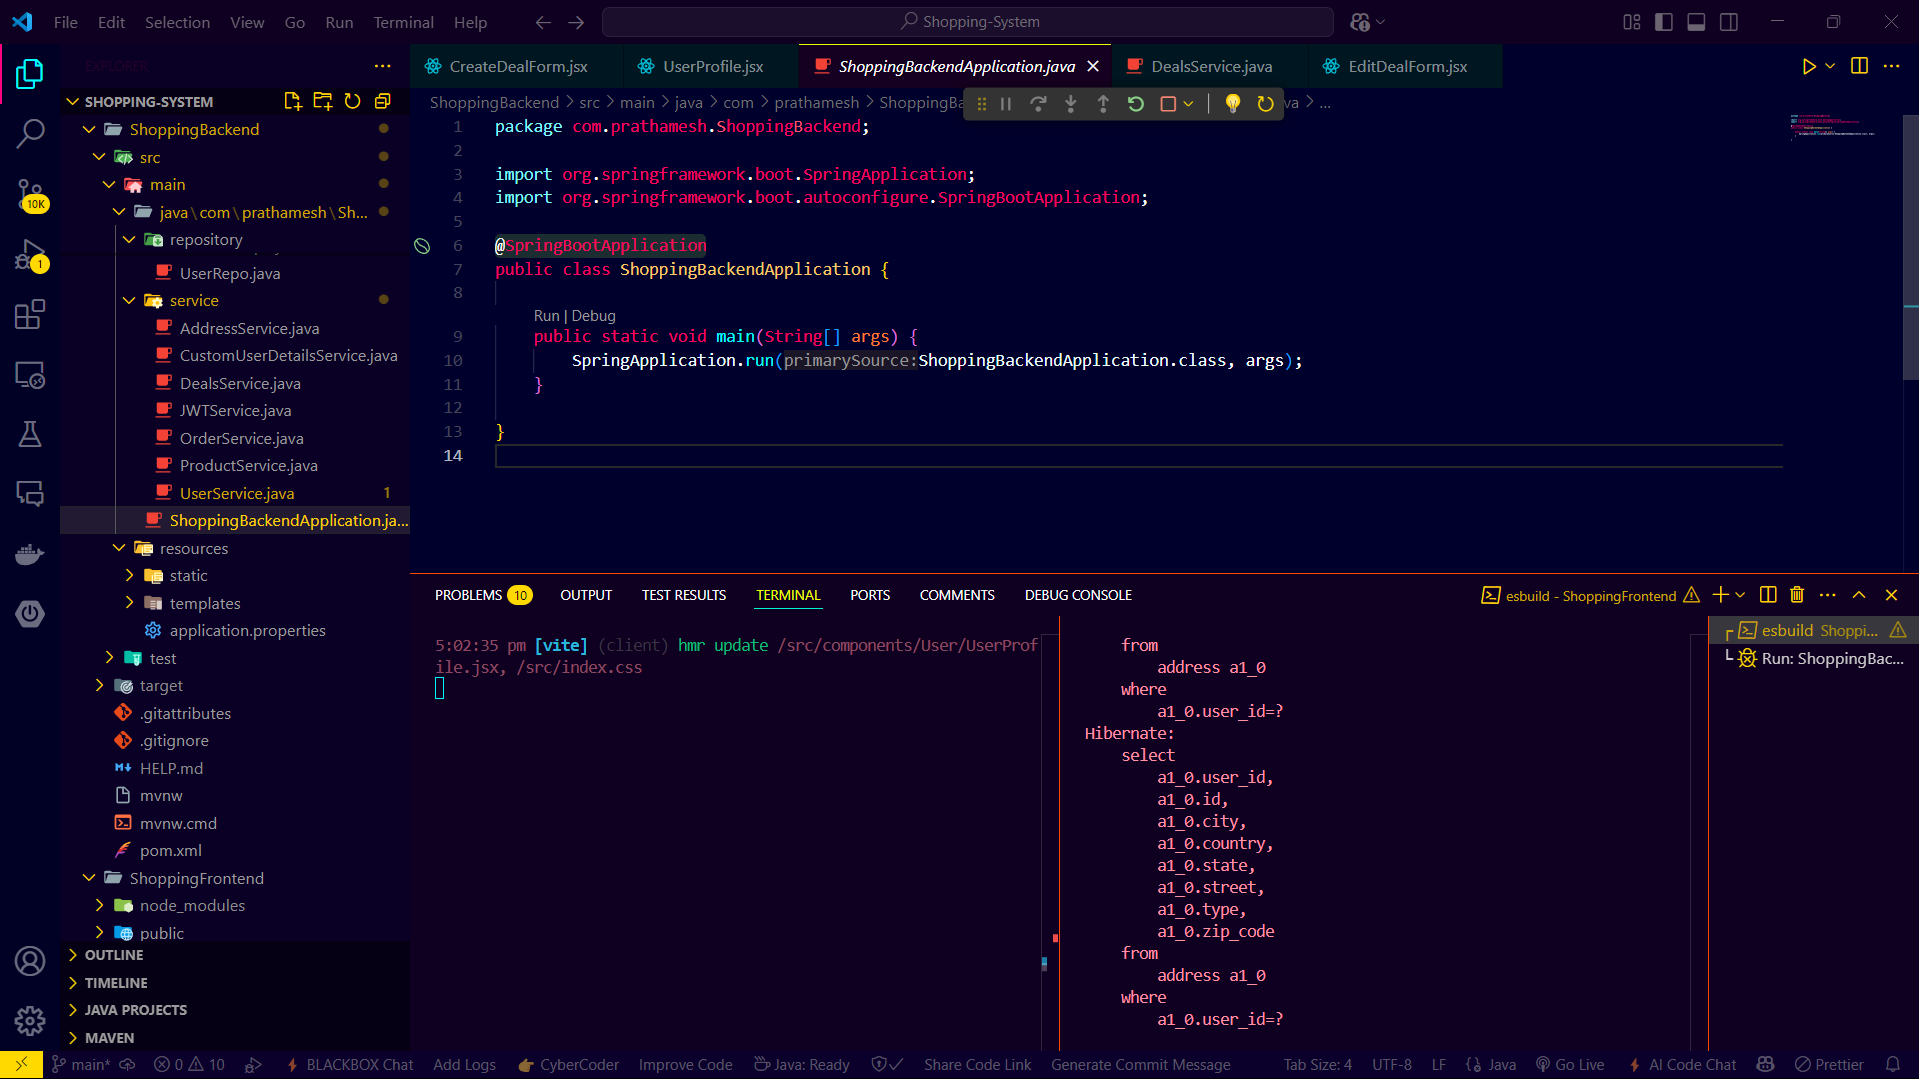 File Edit Selection View Go Run Terminal Help
Shopping-System
EXPLORER
SHOPPING-SYSTEM
ShoppingBackend
src
main
java\com\prathamesh\Sh...
repository
UserRepo.java
service
AddressService.java
CustomUserDetailsService.java
DealsService.java
JWTService.java
OrderService.java
ProductService.java
UserService.java 1
ShoppingBackendApplication.ja...
resources
static
templates
application.properties
test
target
.gitattributes
.gitignore
HELP.md
mvnw
mvnw.cmd
pom.xml
ShoppingFrontend
node_modules
public
OUTLINE
TIMELINE
JAVA PROJECTS
MAVEN
10K
1
CreateDealForm.jsx UserProfile.jsx ShoppingBackendApplication.java DealsService.java EditDealForm.jsx
ShoppingBackend > src > main > java > com > prathamesh > ShoppingBa va > ...
1 package com.prathamesh.ShoppingBackend;
2
3 import org.springframework.boot.SpringApplication;
4 import org.springframework.boot.autoconfigure.SpringBootApplication;
5
6 @SpringBootApplication
7 public class ShoppingBackendApplication {
8
Run | Debug
9 public static void main(String[] args) {
10 SpringApplication.run(primarySource:ShoppingBackendApplication.class, args);
11 }
12
13 }
14
PROBLEMS 10 OUTPUT TEST RESULTS TERMINAL PORTS COMMENTS DEBUG CONSOLE
esbuild - ShoppingFrontend
5:02:35 pm [vite] (client) hmr update /src/components/User/UserProf
ile.jsx, /src/index.css
from
address a1_0
where
a1_0.user_id=?
Hibernate:
select
a1_0.user_id,
a1_0.id,
a1_0.city,
a1_0.country,
a1_0.state,
a1_0.street,
a1_0.type,
a1_0.zip_code
from
address a1_0
where
a1_0.user_id=?
esbuild Shoppi...
Run: ShoppingBac...
main* 0 10 BLACKBOX Chat Add Logs CyberCoder Improve Code Java: Ready Share Code Link Generate Commit Message Tab Size: 4 UTF-8 LF Java Go Live AI Code Chat Prettier